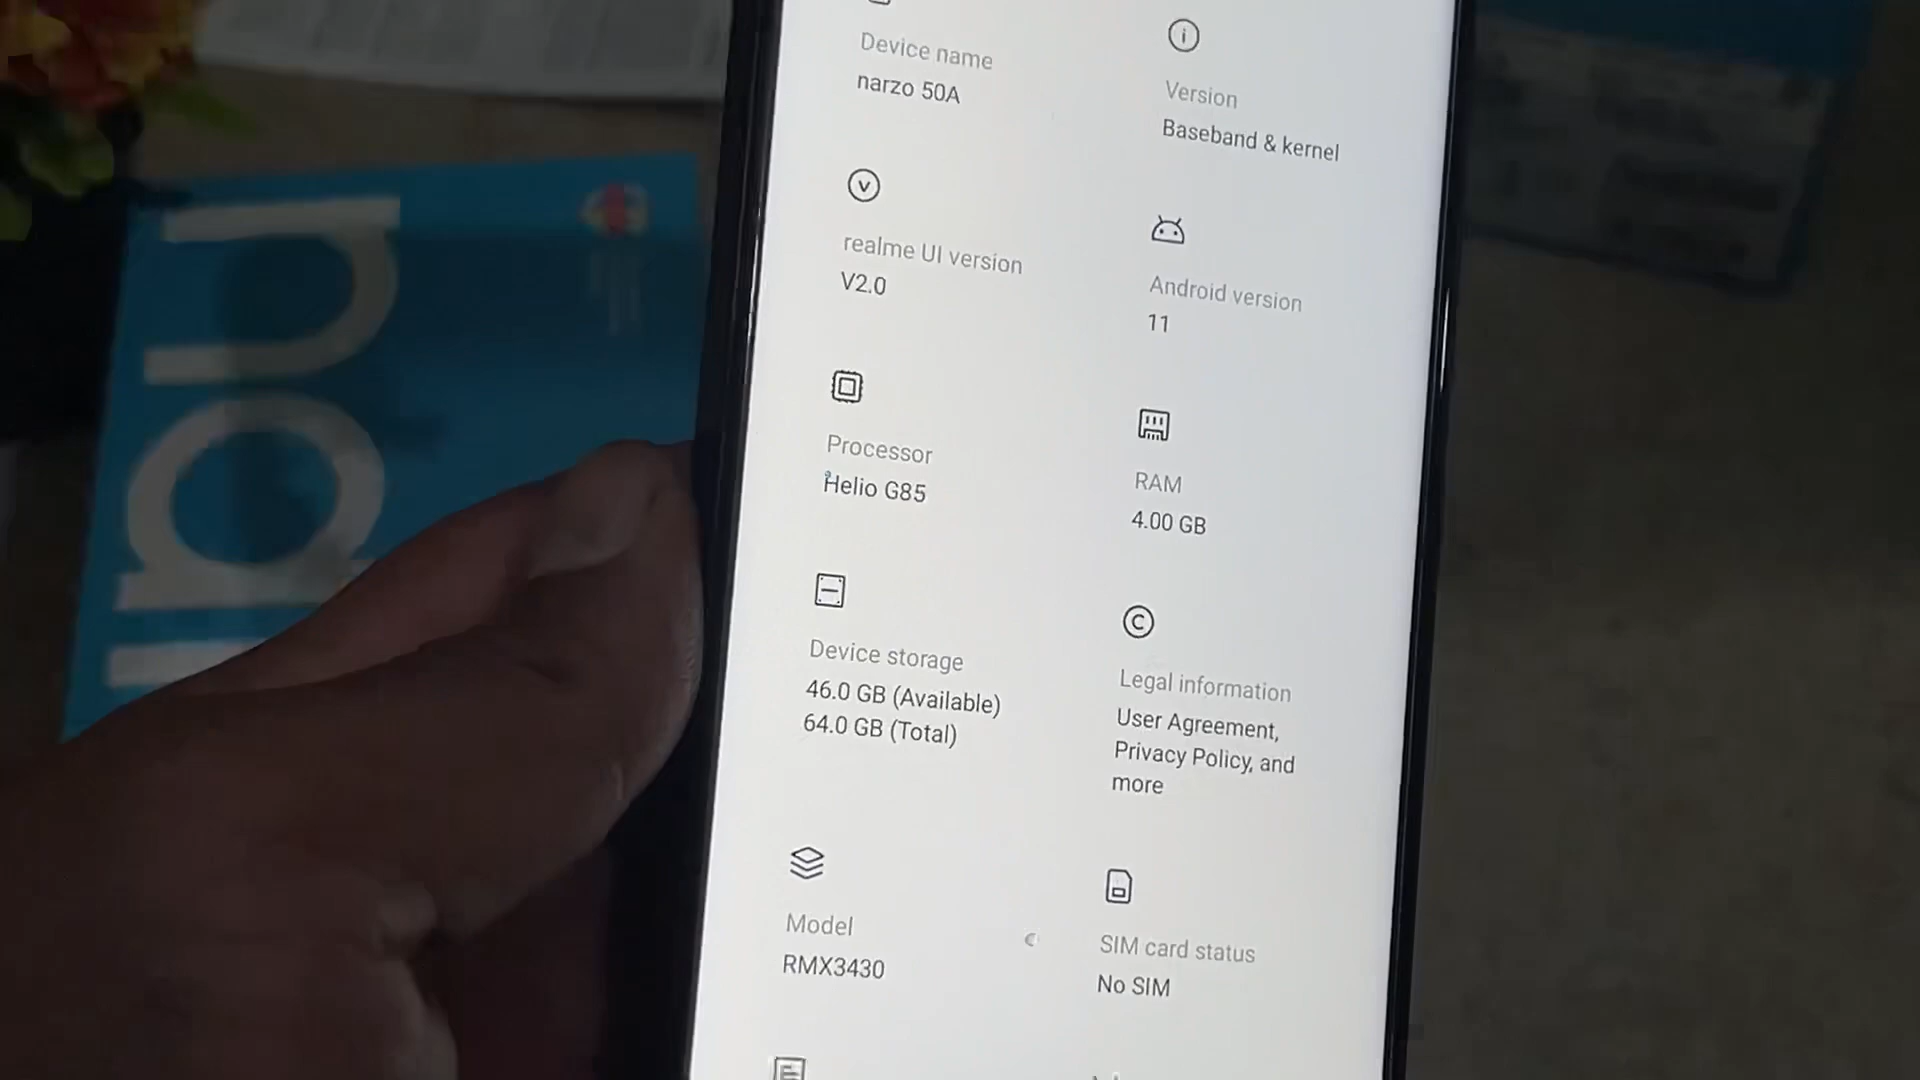 Device name
narzo 50A
Version
Baseband & kernel
realme UI version
V2.0
Android version
11
Processor
Helio G85
RAM
4.00 GB
Device storage
46.0 GB (Available)
64.0 GB (Total)
Legal information
User Agreement,
Privacy Policy, and
more
Model
RMX3430
SIM card status
No SIM